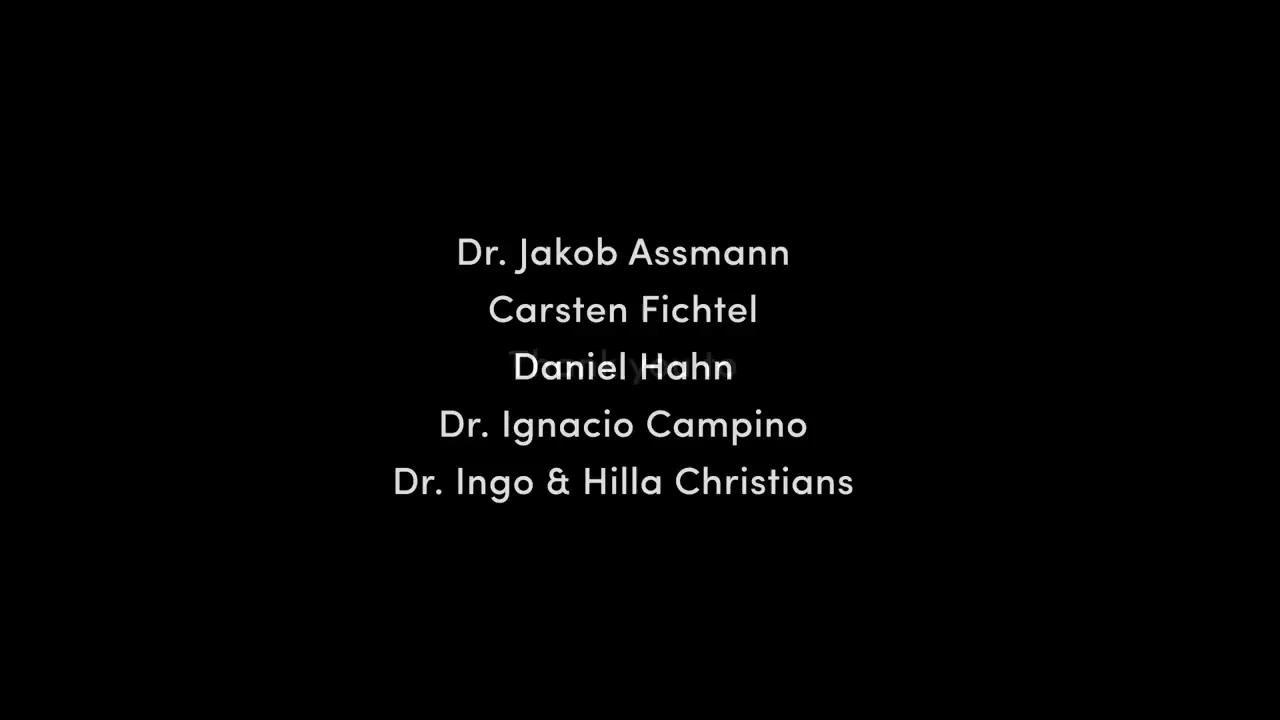 Dr. Jakob Assmann
Carsten Fichtel
Daniel Hahn
Dr. Ignacio Campino
Dr. Ingo & Hilla Christians